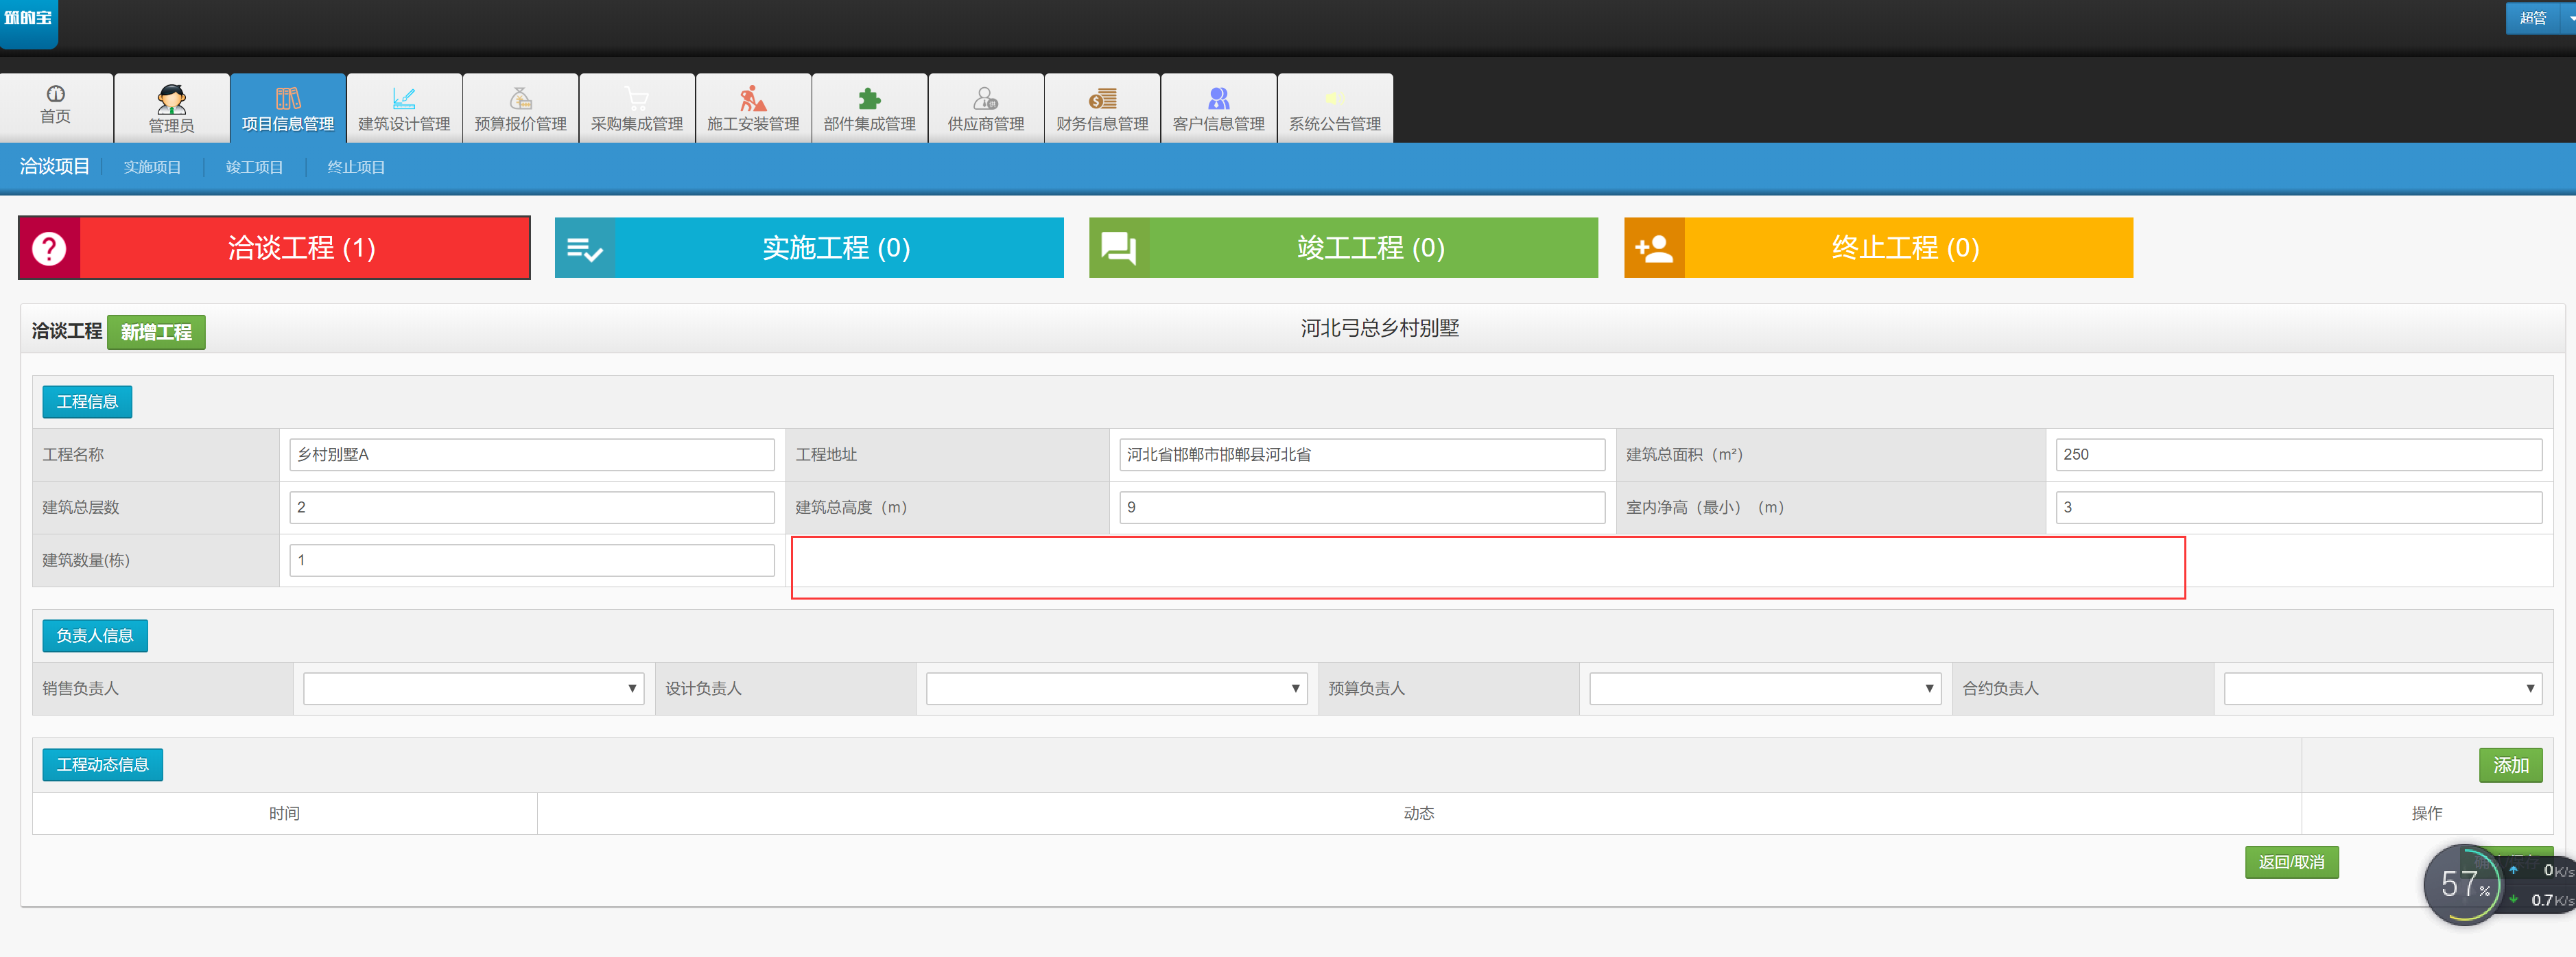 筑的宝
超管
首页
管理员
项目信息管理
建筑设计管理
预算报价管理
采购集成管理
施工安装管理
部件集成管理
供应商管理
财务信息管理
客户信息管理
系统公告管理
洽谈项目
实施项目
竣工项目
终止项目
洽谈工程 (1)
实施工程 (0)
竣工工程 (0)
终止工程 (0)
洽谈工程 新增工程
河北弓总乡村别墅
工程信息
工程名称 乡村别墅A 工程地址 河北省邯郸市邯郸县河北省 建筑总面积（m²） 250
建筑总层数 2 建筑总高度（m） 9 室内净高（最小）（m） 3
建筑数量(栋) 1
负责人信息
销售负责人 设计负责人 预算负责人 合约负责人
工程动态信息 添加
时间 动态 操作
返回/取消
57%
0K/s
0.7K/s